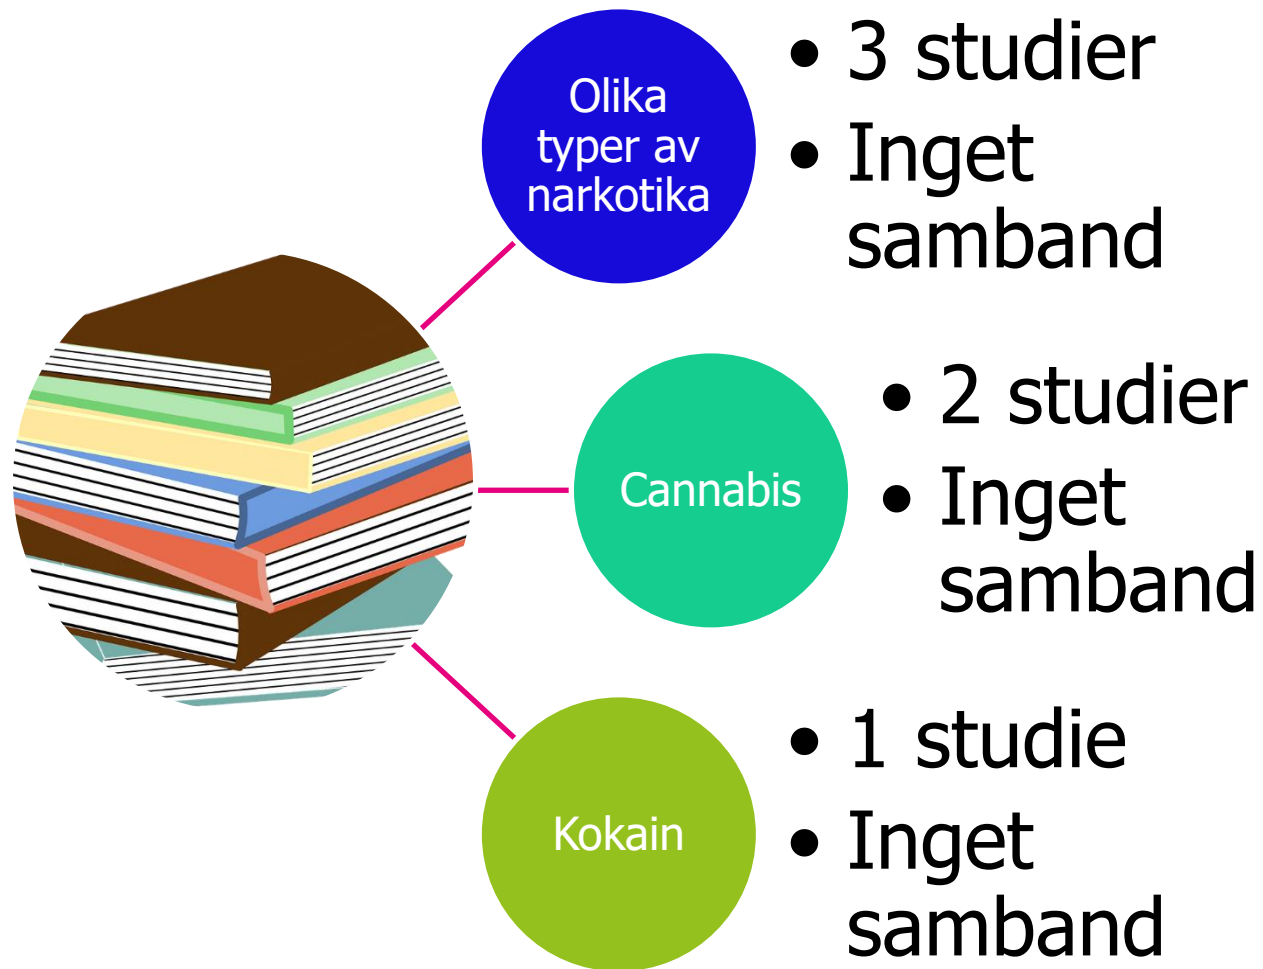 Olika
typer av
narkotika
• 3 studier
• Inget
samband
Cannabis
• 2 studier
• Inget
samband
Kokain
• 1 studie
• Inget
samband